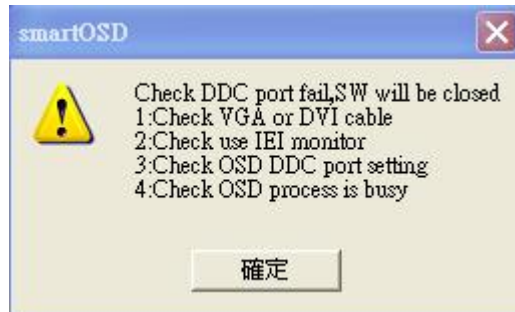 smartOSD
Check DDC port fail,SW will be closed
1:Check VGA or DVI cable
2:Check use IEI monitor
3:Check OSD DDC port setting
4:Check OSD process is busy
確定